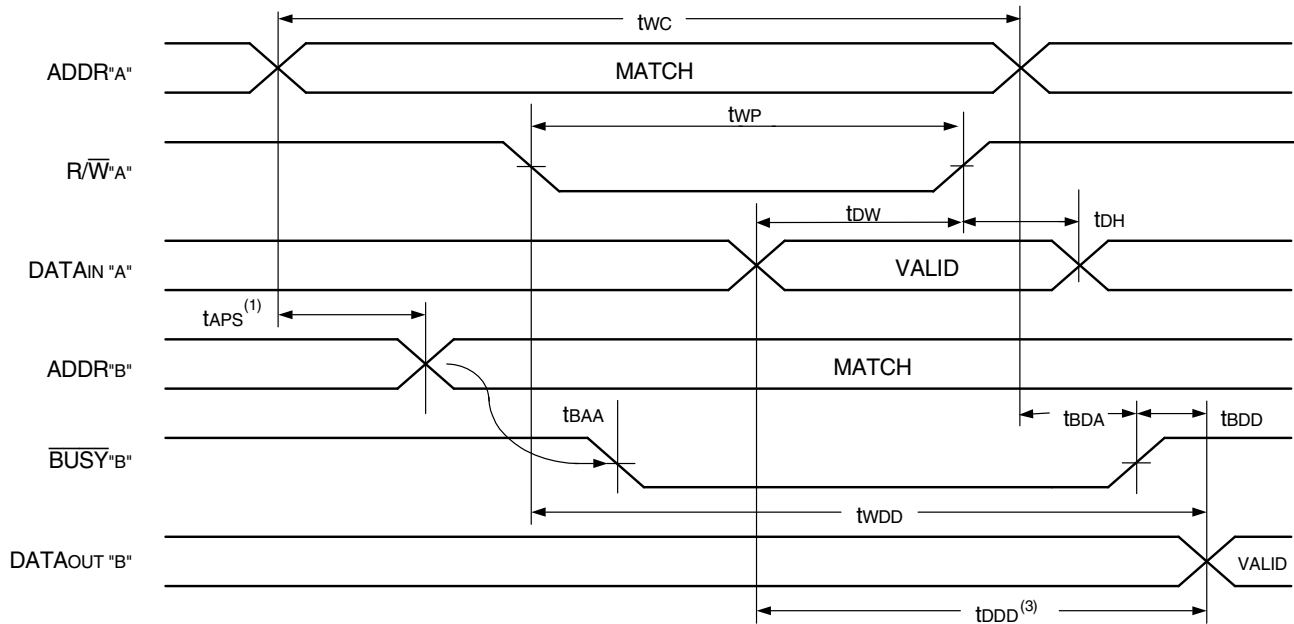 tWC
ADDR"A"
MATCH
tWP
R/W̅"A"
tDW
tDH
DATAIN "A"
VALID
tAPS(1)
ADDR"B"
MATCH
tBAA
tBDA
tBDD
B̅U̅S̅Y̅"B"
tWDD
DATAOUT "B"
VALID
tDDD(3)